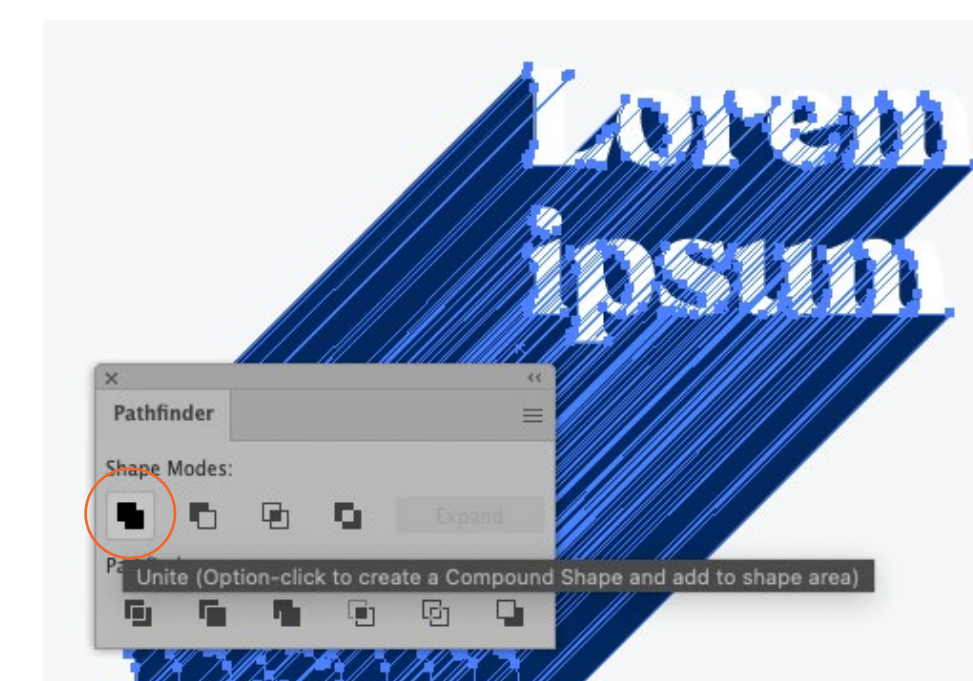 Lorem
ipsum
Pathfinder
Shape Modes:
Expand
Unite (Option-click to create a Compound Shape and add to shape area)